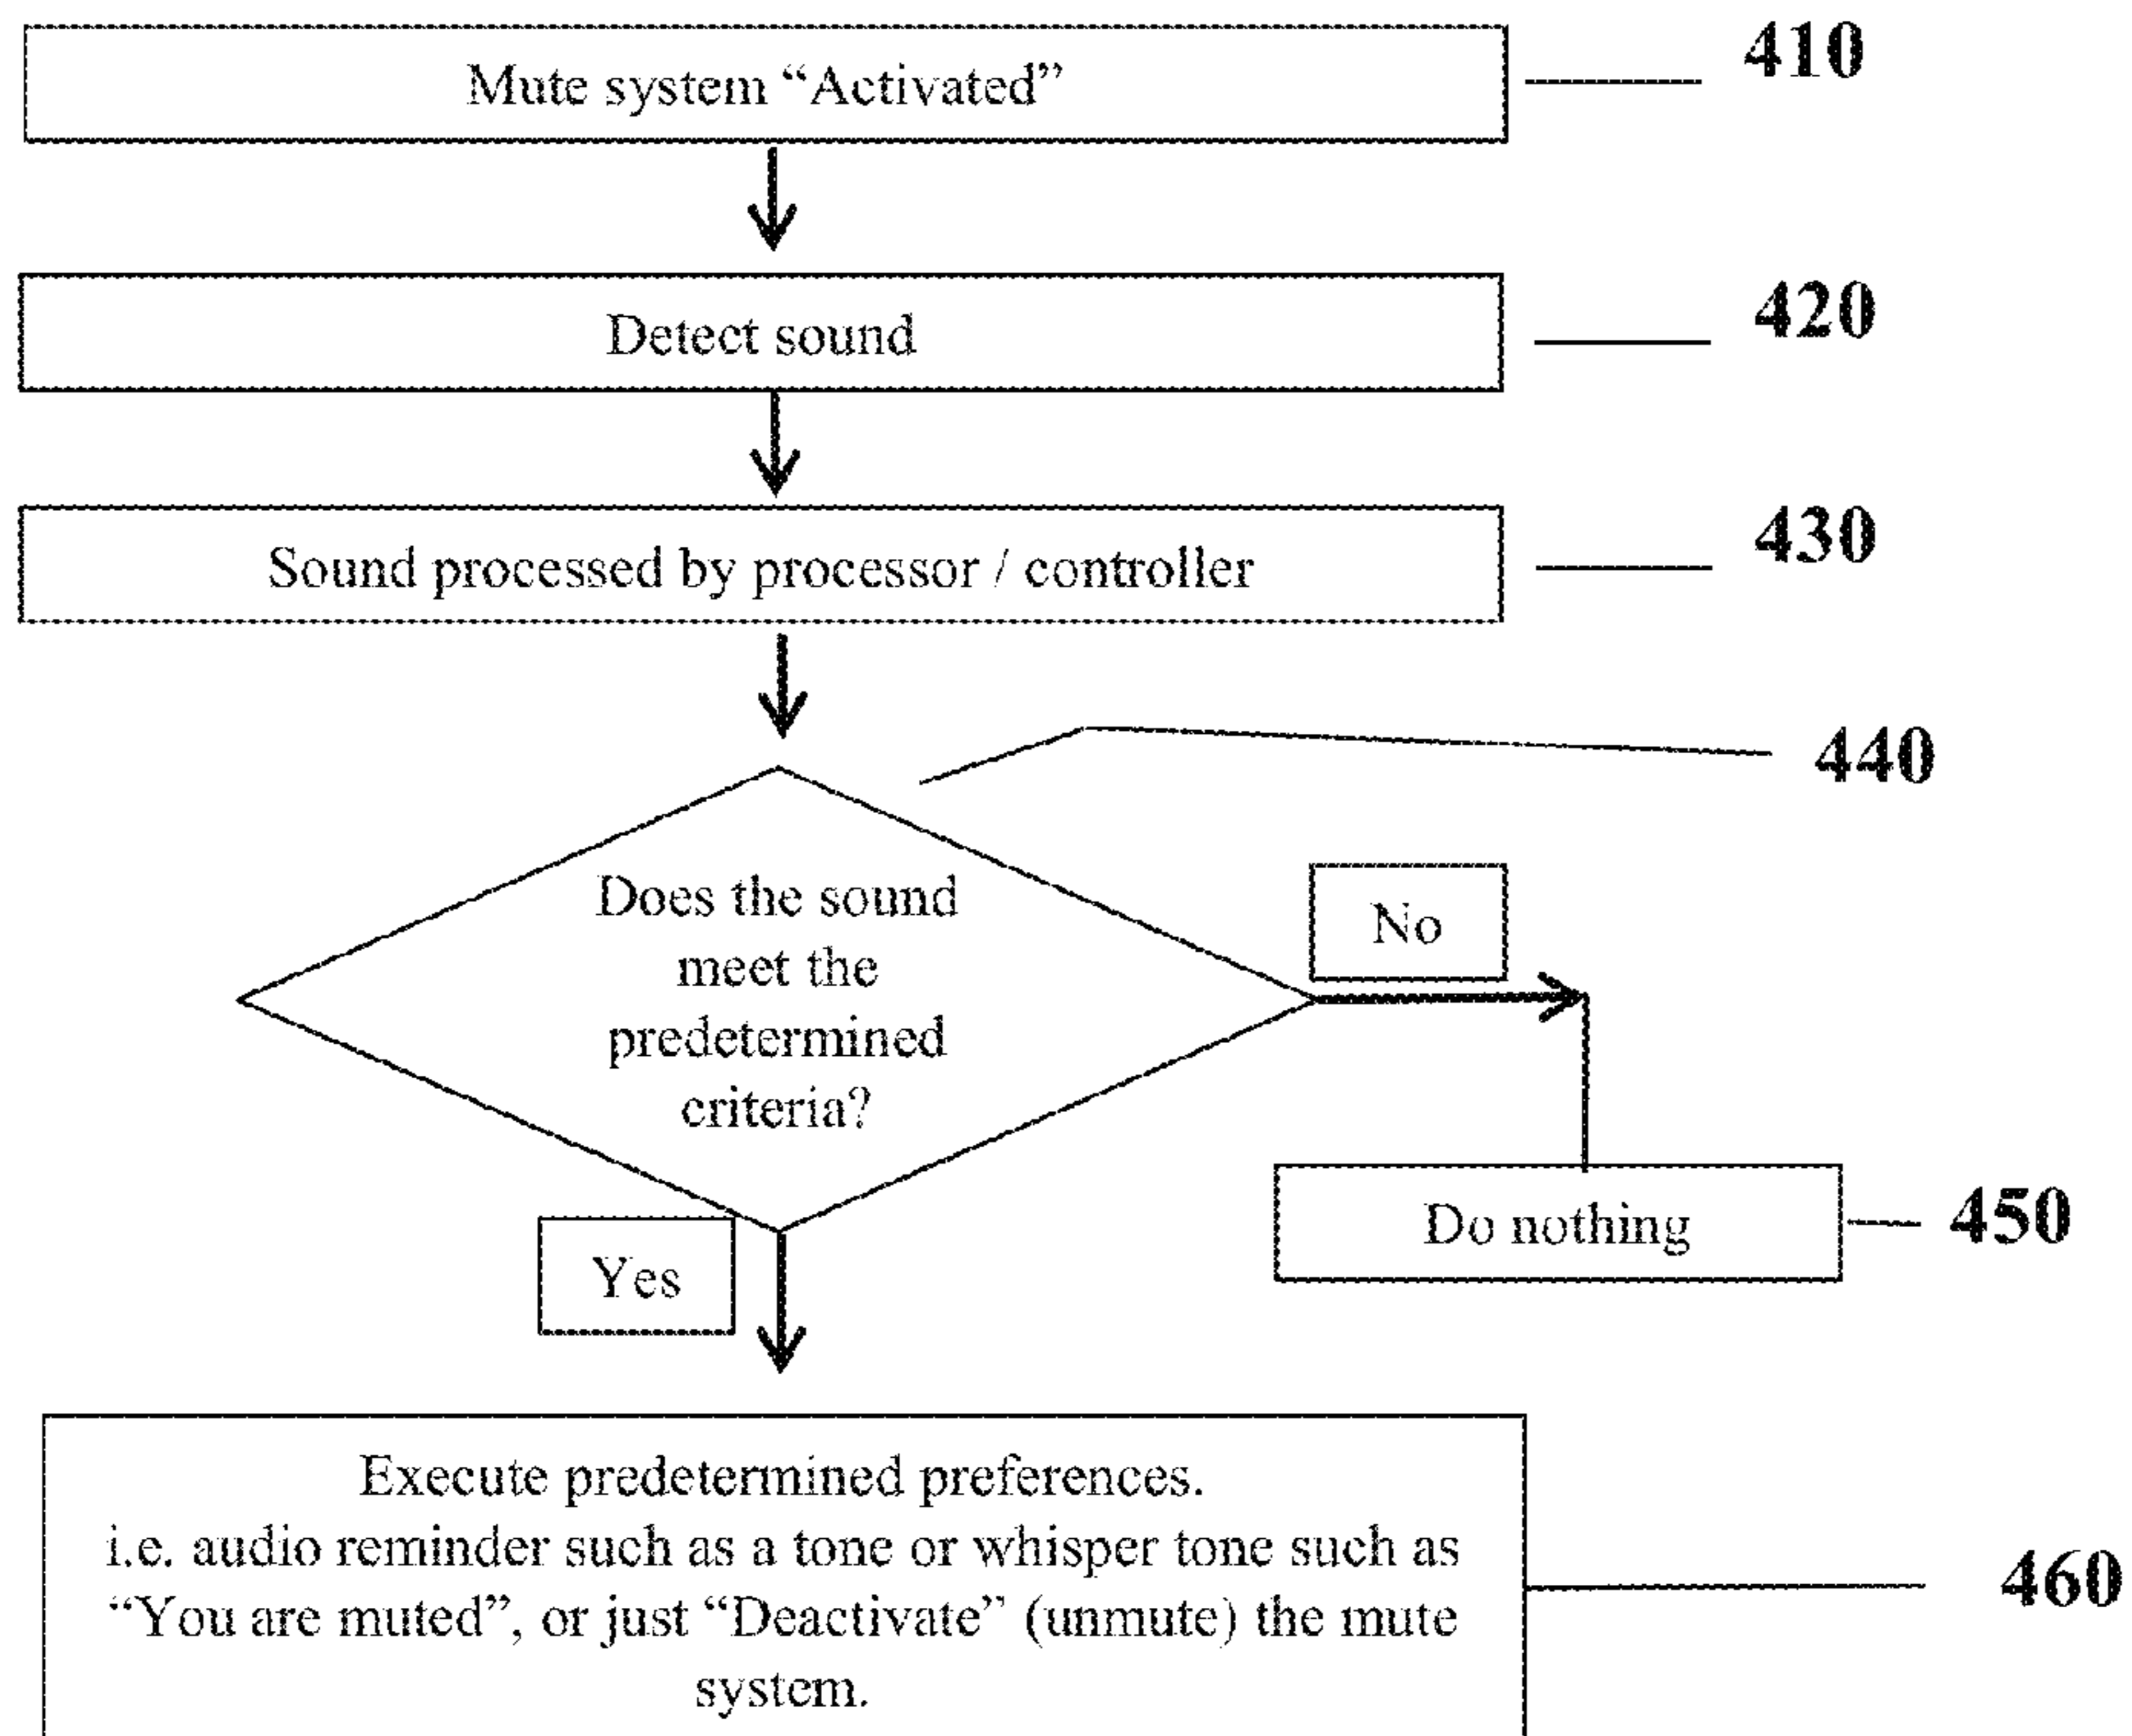 Mute system “Activated”
410
Detect sound
420
Sound processed by processor / controller
430
440
Does the sound
meet the
predetermined
criteria?
No
Do nothing
450
Yes
Execute predetermined preferences.
i.e. audio reminder such as a tone or whisper tone such as
“You are muted”, or just “Deactivate” (unmute) the mute
system.
460